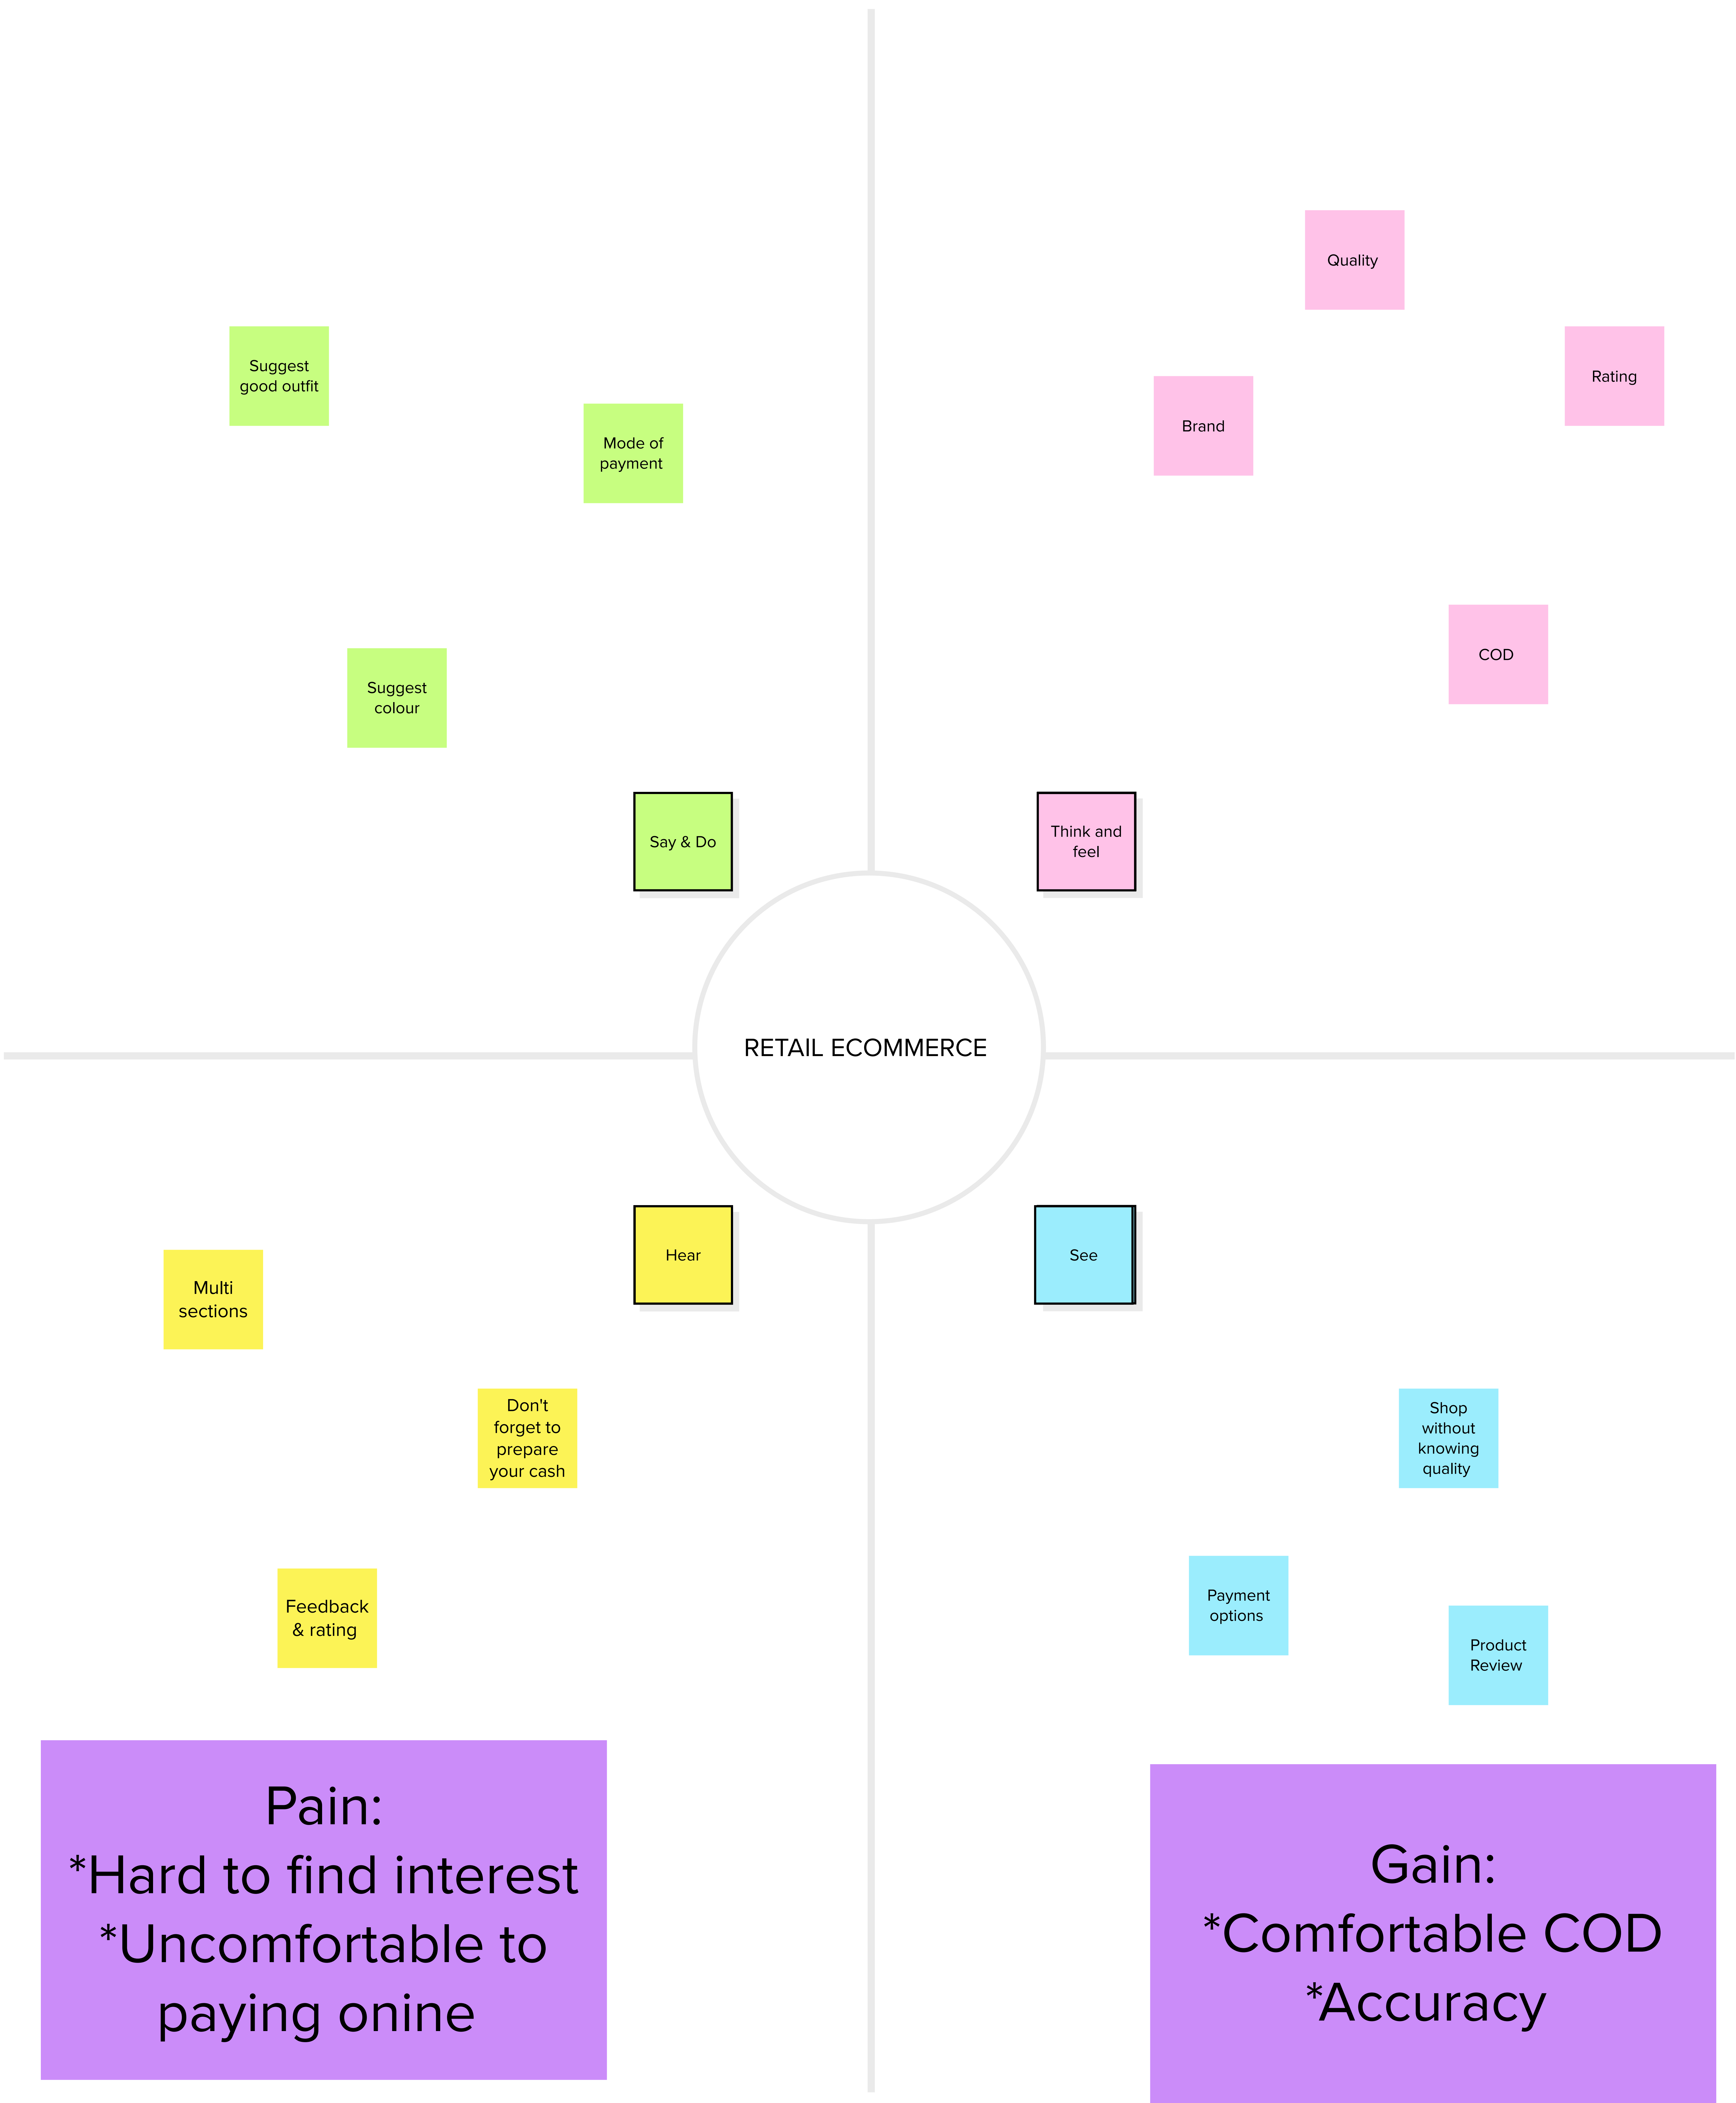 Suggest
good outfit
Mode of
payment
Suggest
colour
Say & Do
Quality
Rating
Brand
COD
Think and
feel
RETAIL ECOMMERCE
Hear
Multi
sections
Don't
forget to
prepare
your cash
Feedback
& rating
See
Shop
without
knowing
quality
Payment
options
Product
Review
Pain:
*Hard to find interest
*Uncomfortable to
paying onine
Gain:
*Comfortable COD
*Accuracy